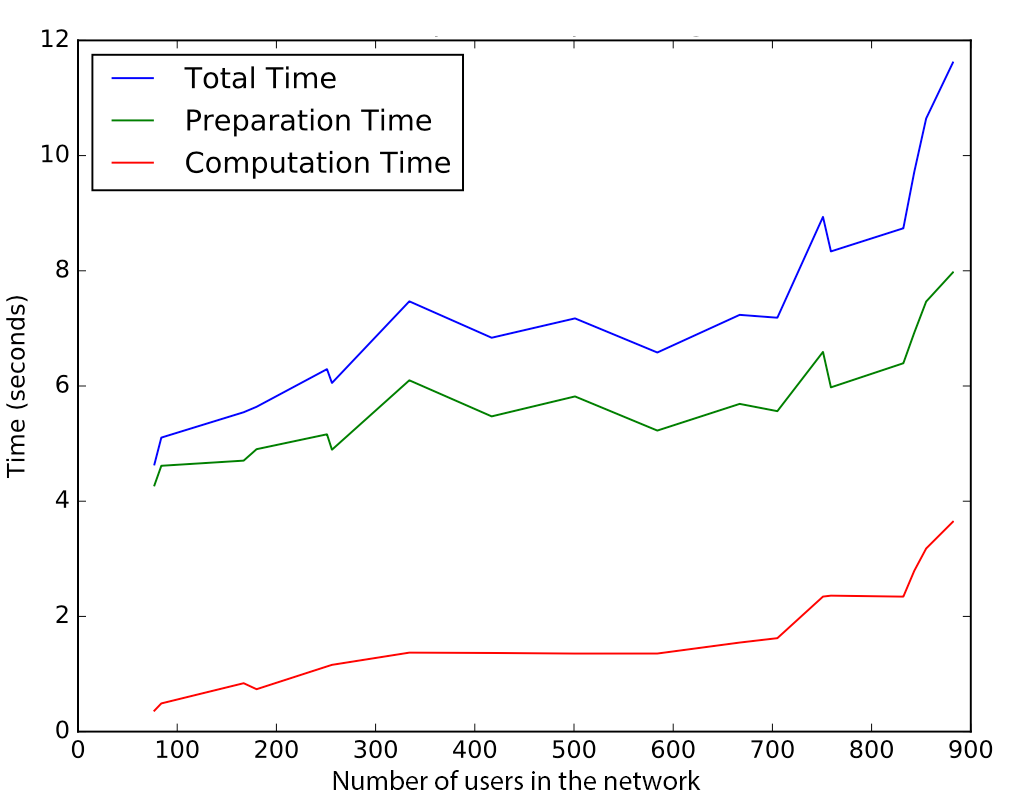 12
10
8
6
4
2
0
Time (seconds)
Total Time
Preparation Time
Computation Time
0 100 200 300 400 500 600 700 800 900
Number of users in the network